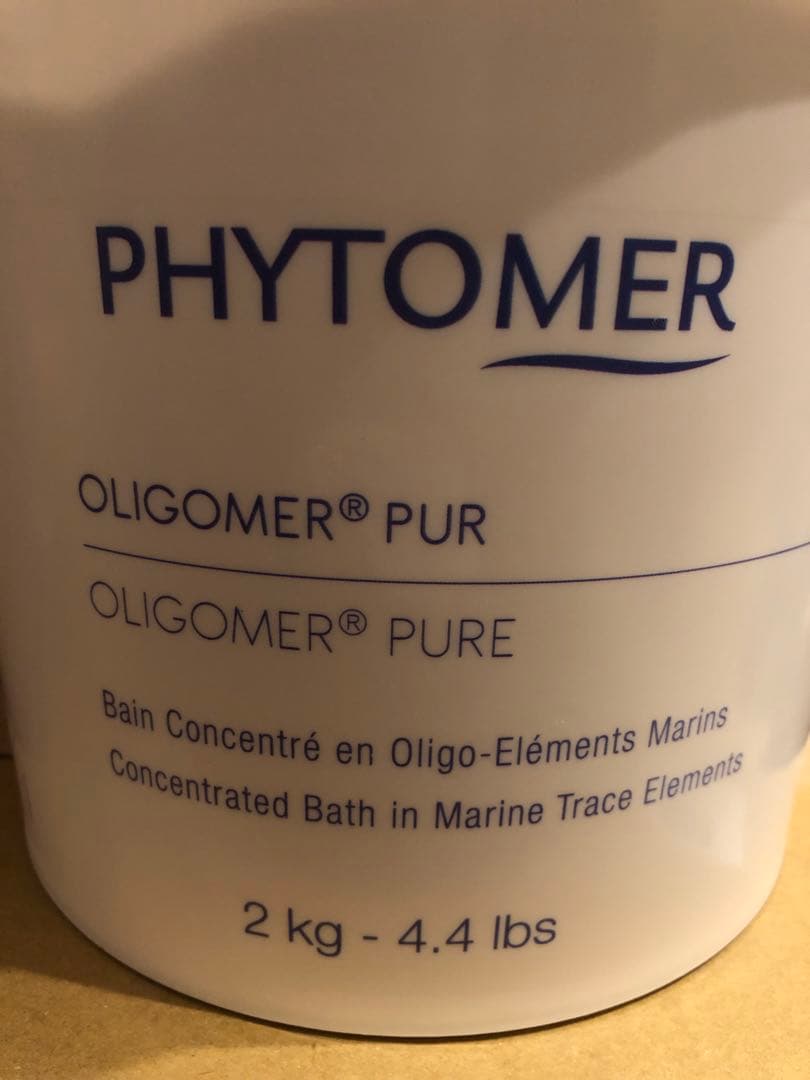 PHYTOMER
OLIGOMER® PUR
OLIGOMER® PURE
Bain Concentré en Oligo-Eléments Marins
Concentrated Bath in Marine Trace Elements
2 kg - 4.4 lbs